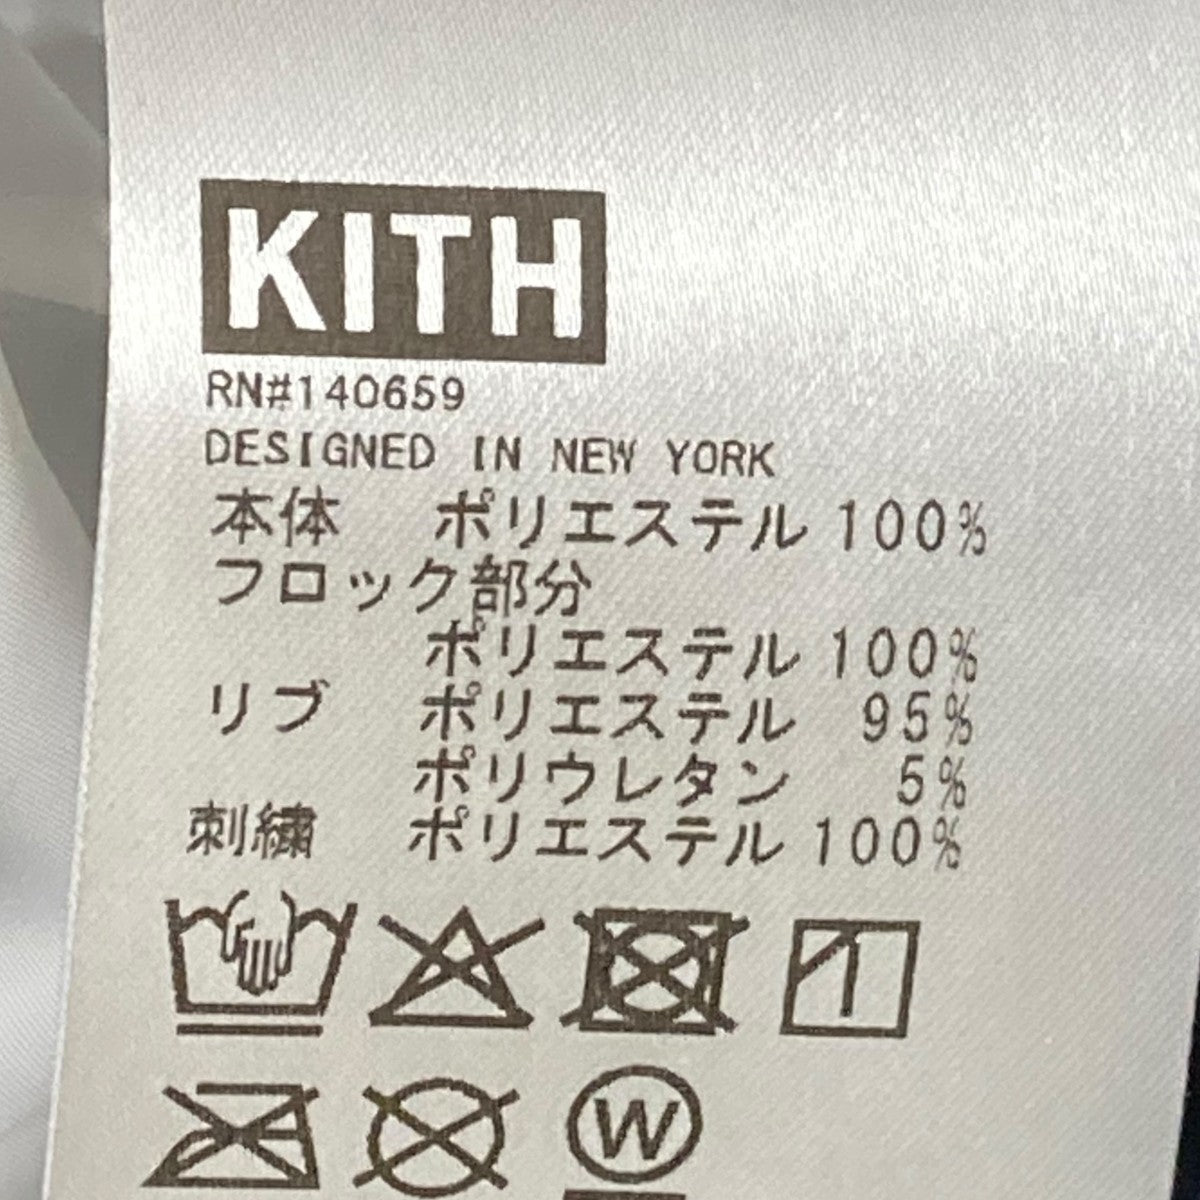 KITH
RN#140659
DESIGNED IN NEW YORK
本体 ポリエステル 100%
フロック部分
ポリエステル 100%
リブ ポリエステル 95%
ポリウレタン 5%
刺繍 ポリエステル 100%
W